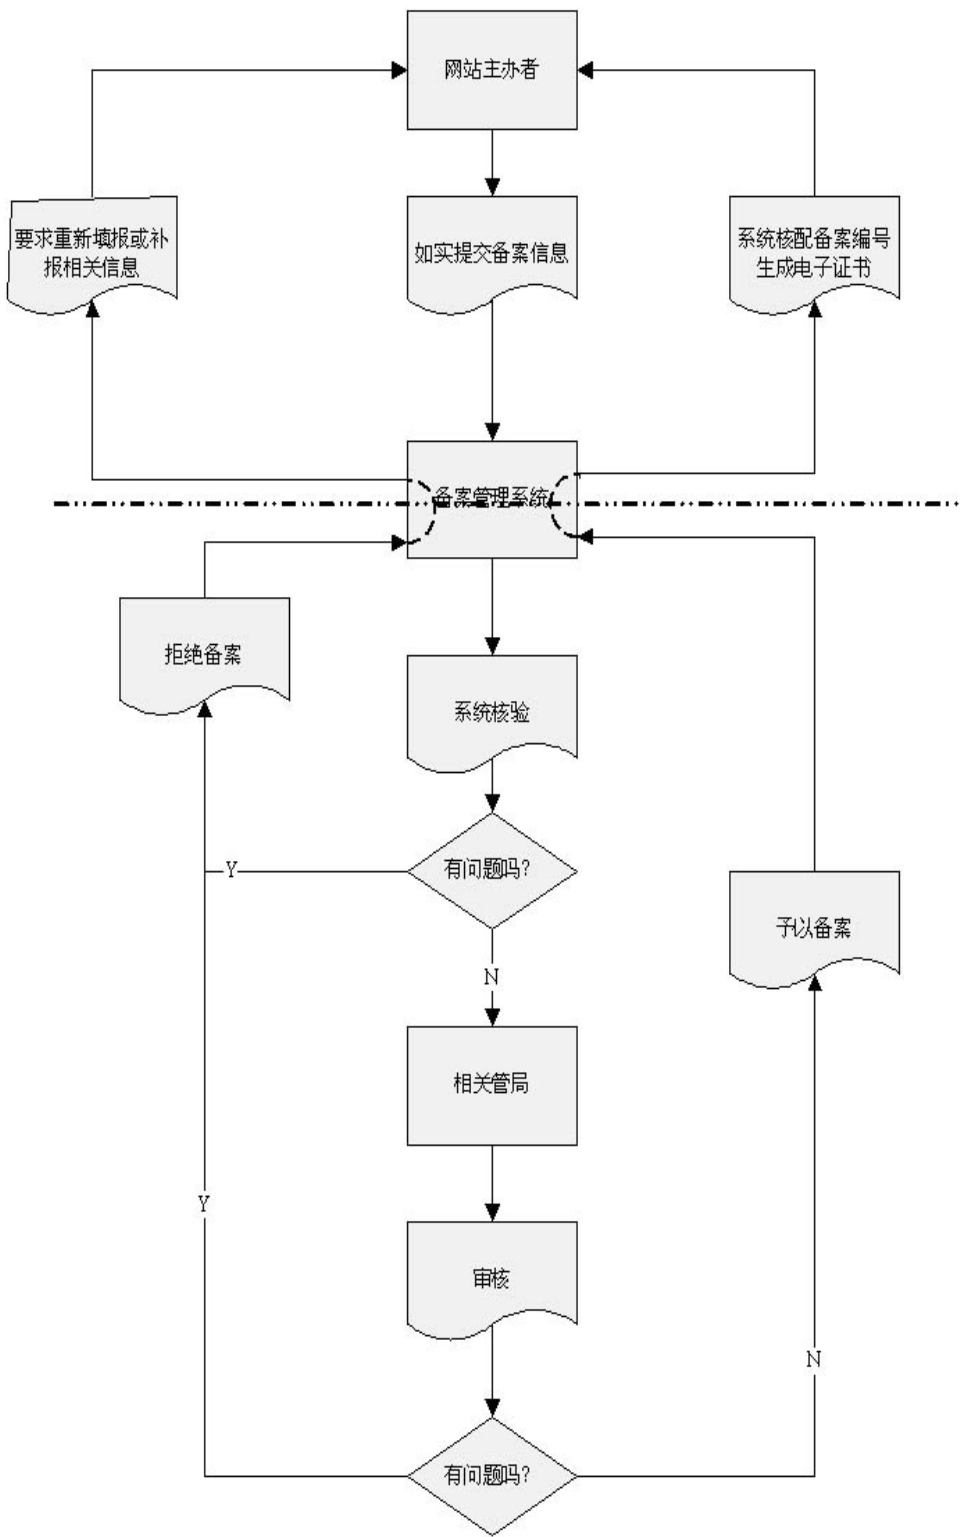 网站主办者
要求重新填报或补
报相关信息
如实提交备案信息
系统核配备案编号
生成电子证书
备案管理系统
拒绝备案
系统核验
有问题吗?
Y
予以备案
N
相关管局
Y
审核
N
有问题吗?